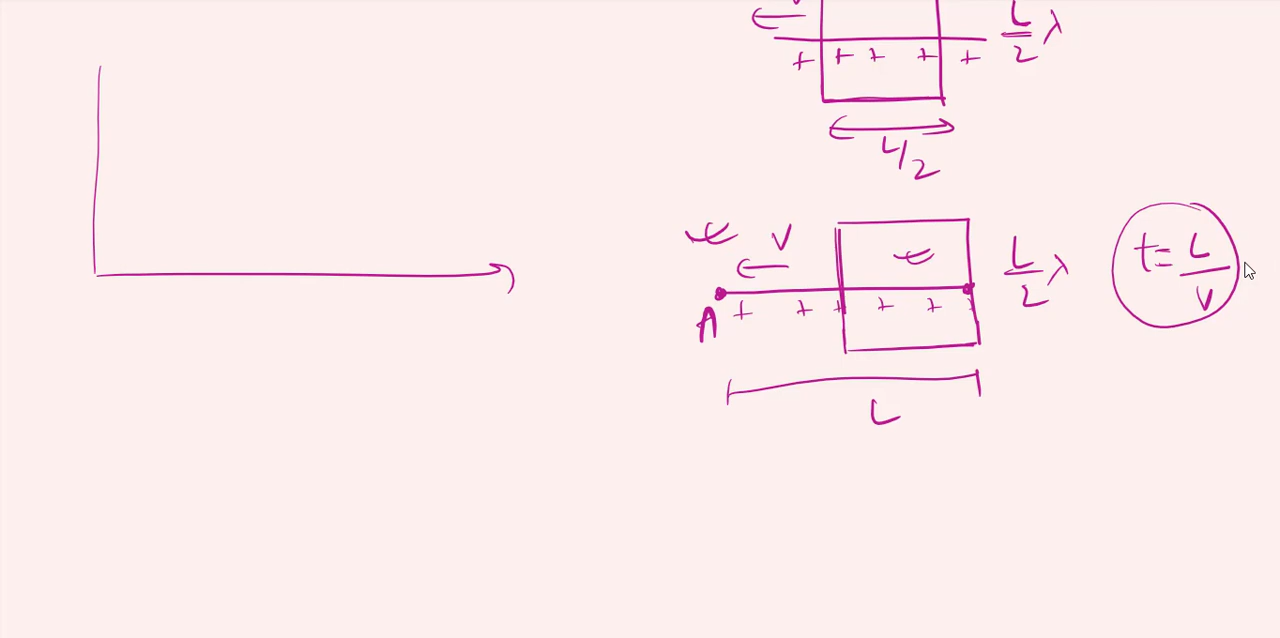 V
L/2 λ
+ + + + +
L/2
V
L/2 λ
t = L/V
+ + + + +
A
L